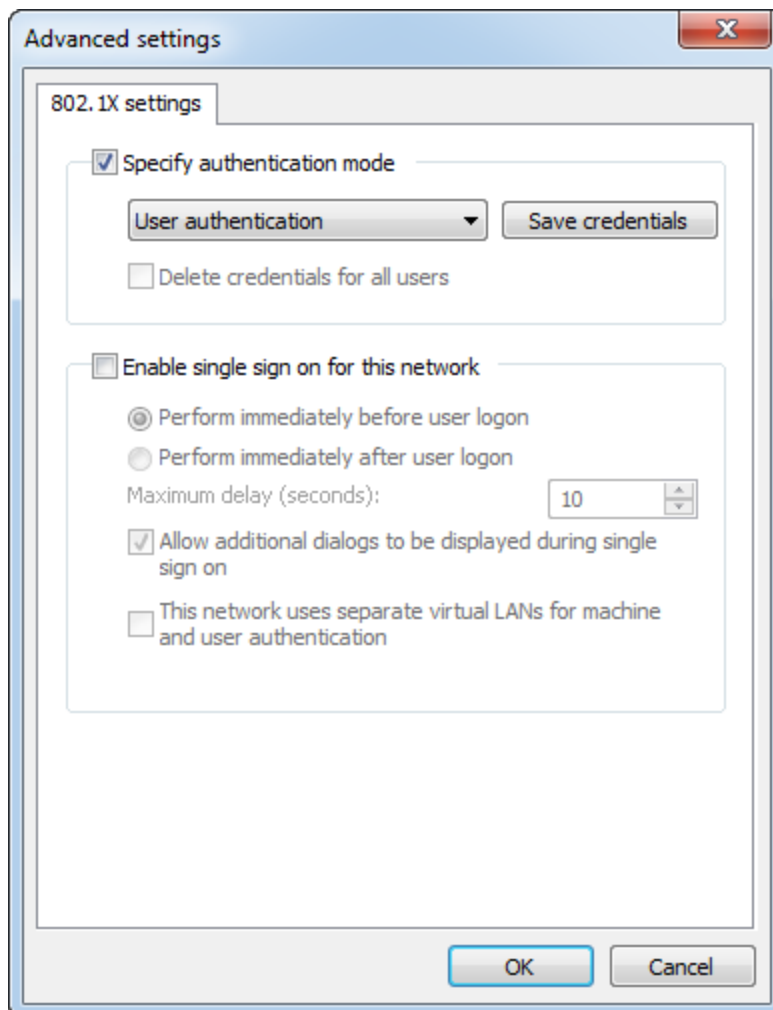 Advanced settings
802.1X settings
Specify authentication mode
User authentication
Save credentials
Delete credentials for all users
Enable single sign on for this network
Perform immediately before user logon
Perform immediately after user logon
Maximum delay (seconds):
10
Allow additional dialogs to be displayed during single
sign on
This network uses separate virtual LANs for machine
and user authentication
OK
Cancel